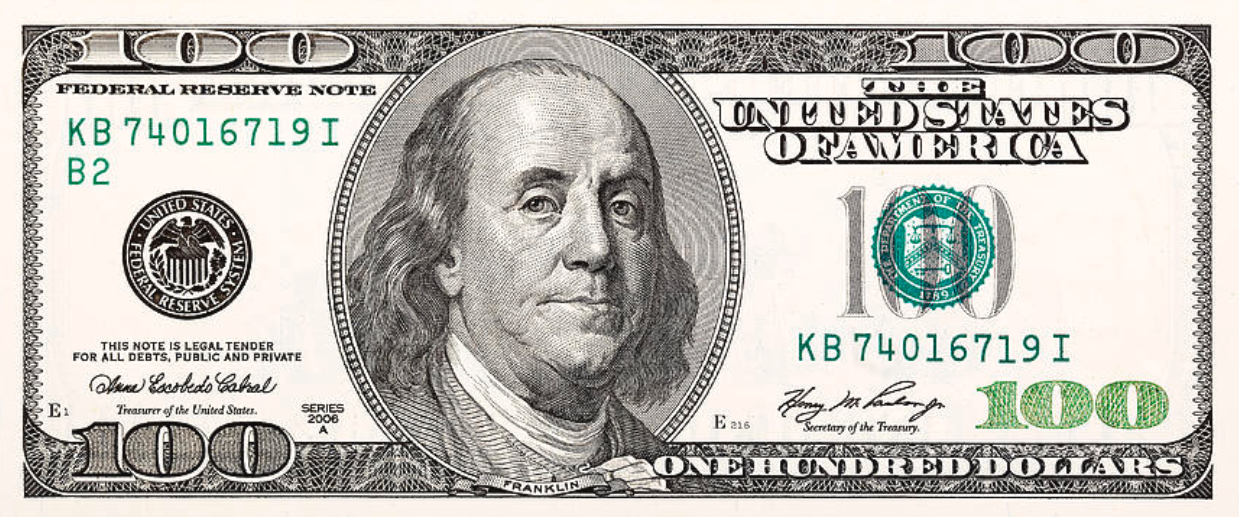 100
100
FEDERAL RESERVE NOTE
THE
UNITED STATES
OF AMERICA
KB 74016719 I
B2
UNITED STATES
FEDERAL RESERVE SYSTEM
100
THE DEPARTMENT OF THE TREASURY
1789
KB 74016719 I
THIS NOTE IS LEGAL TENDER
FOR ALL DEBTS, PUBLIC AND PRIVATE
Anna Escobedo Cabral
Treasurer of the United States.
E1
SERIES
2006
A
E 216
Henry M. Paulson Jr.
Secretary of the Treasury.
100
100
FRANKLIN
ONE HUNDRED DOLLARS